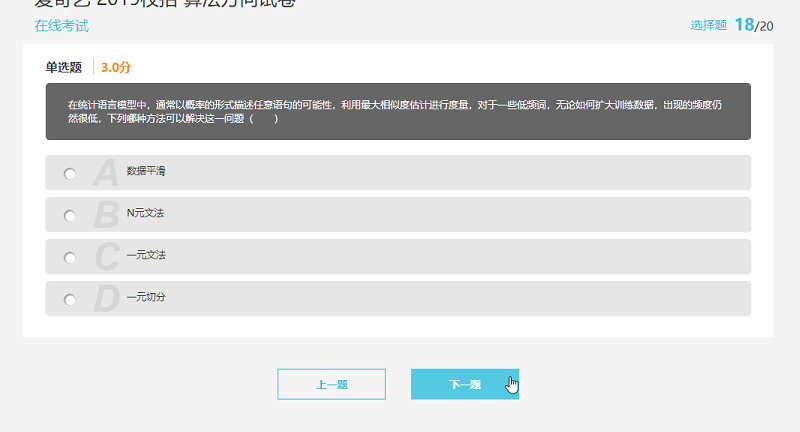 爱奇艺 2019校招 算法方向试卷
在线考试
选择题 18/20
单选题 3.0分
在统计语言模型中，通常以概率的形式描述任意语句的可能性，利用最大相似度估计进行度量，对于一些低频词，无论如何扩大训练数据，出现的频度仍
然很低，下列哪种方法可以解决这一问题（ ）
A 数据平滑
B N元文法
C 一元文法
D 一元切分
上一题
下一题